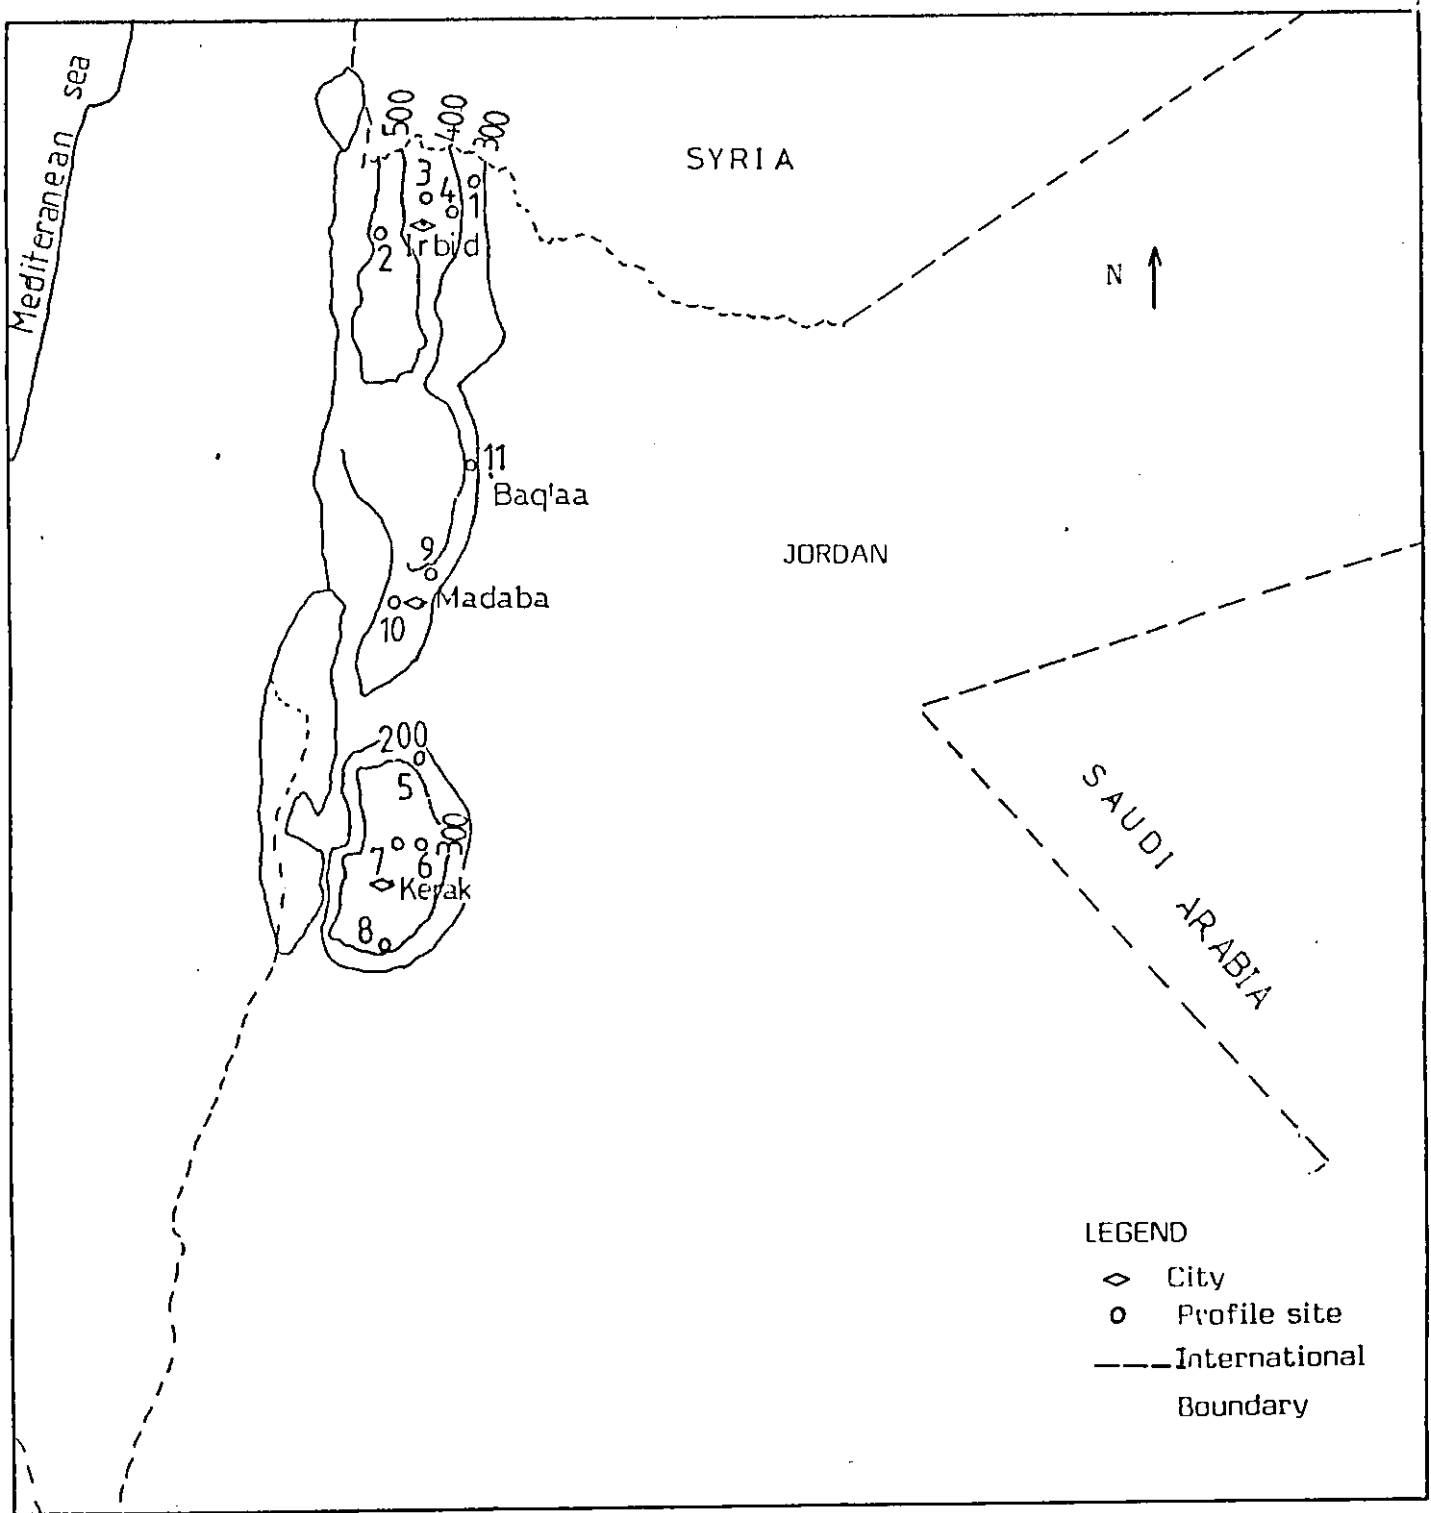 Mediteranean sea
500
400
300
SYRIA
3
4
1
2
Irbid
N
11
Baq'aa
9
JORDAN
Madaba
10
200
5
300
7
6
Kerak
8
SAUDI ARABIA
LEGEND
City
Profile site
International
Boundary